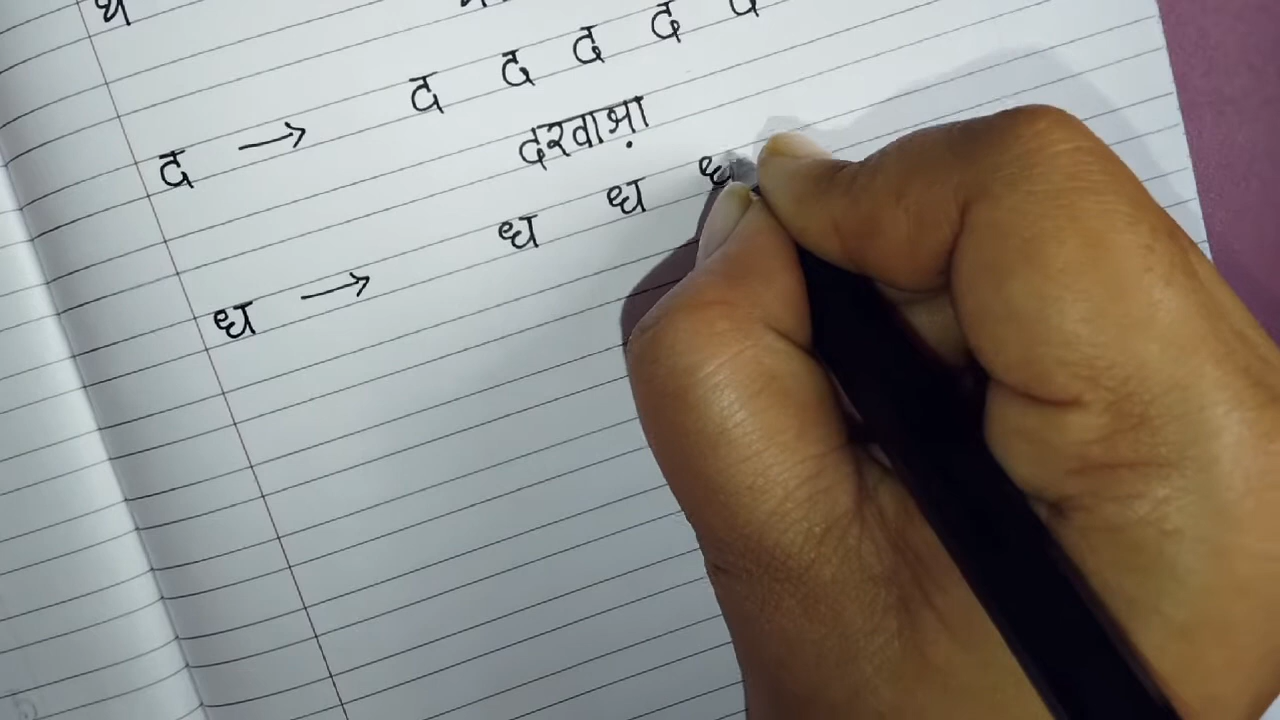 थ
द → द द द द द
दरवाज़ा
ध → ध ध ध